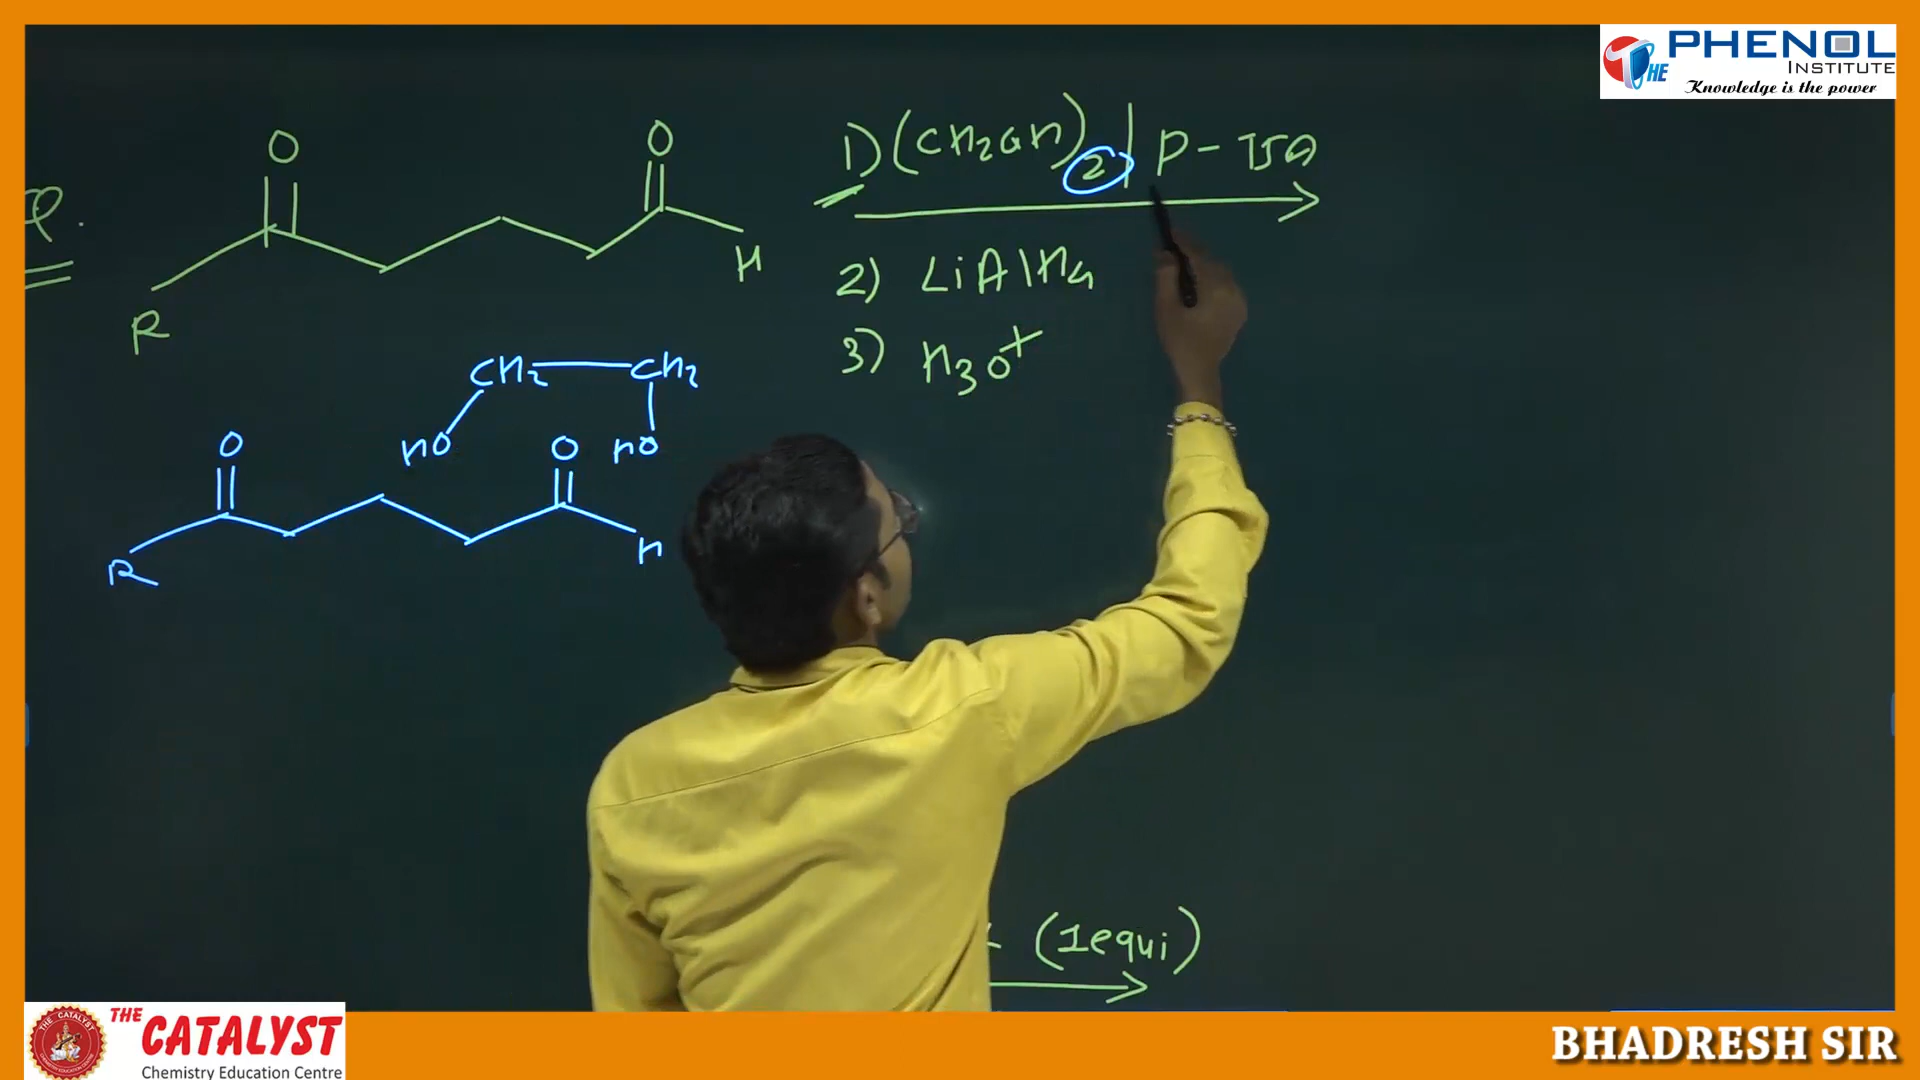 THE PHENOL
INSTITUTE
Knowledge is the power
Q.
O
O
H
R
1) (CH2OH)2 | P-TSA
2) LiAlH4
3) H3O+
CH2 CH2
HO HO
O O
R H
(1equi)
THE CATALYST
Chemistry Education Centre
BHADRESH SIR